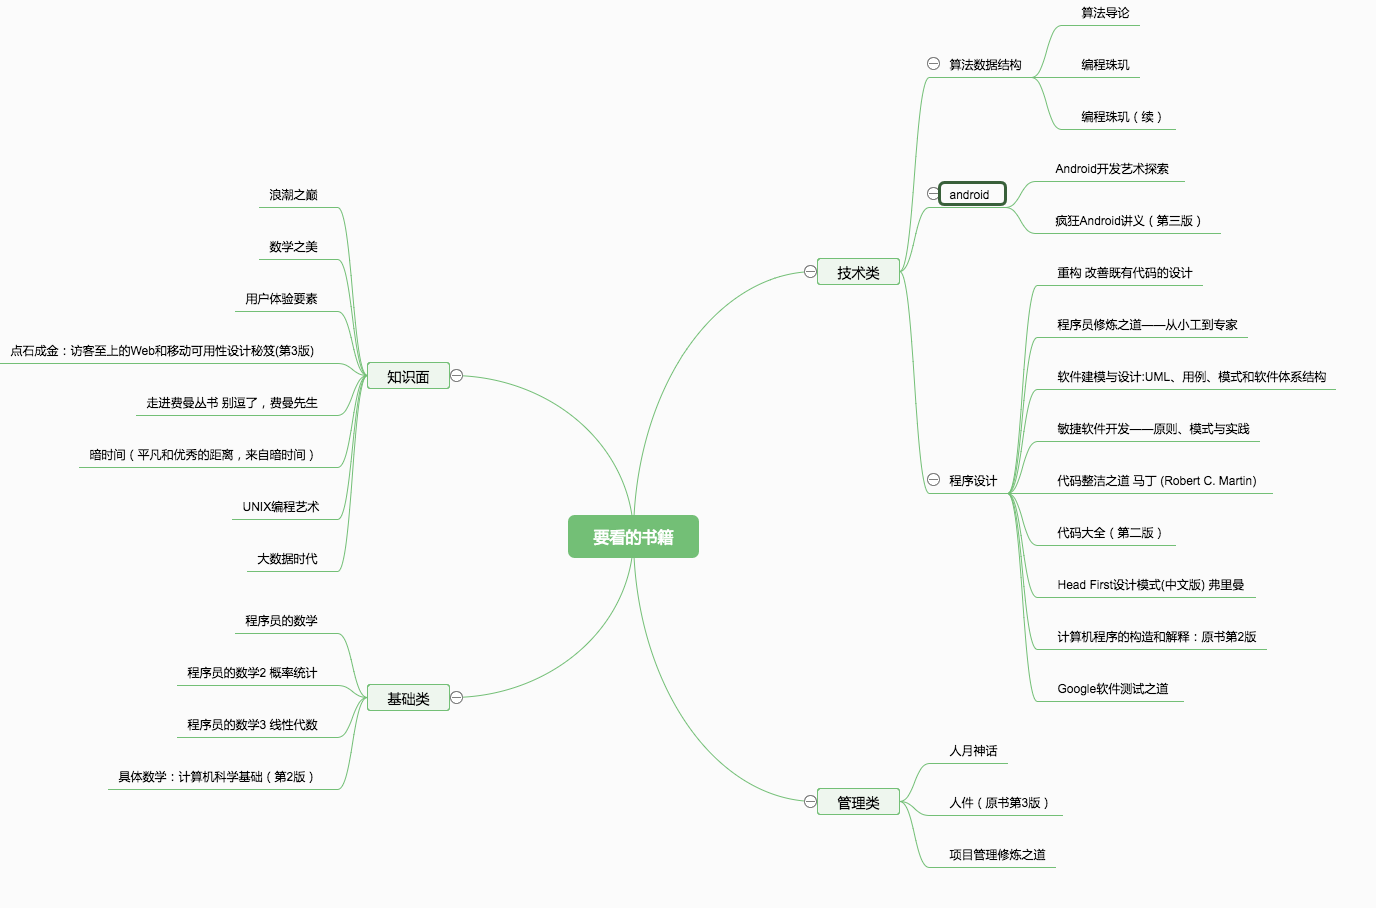 要看的书籍
技术类
算法数据结构
算法导论
编程珠玑
编程珠玑（续）
android
Android开发艺术探索
疯狂Android讲义（第三版）
程序设计
重构 改善既有代码的设计
程序员修炼之道——从小工到专家
软件建模与设计:UML、用例、模式和软件体系结构
敏捷软件开发——原则、模式与实践
代码整洁之道 马丁 (Robert C. Martin)
代码大全（第二版）
Head First设计模式(中文版) 弗里曼
计算机程序的构造和解释：原书第2版
Google软件测试之道
管理类
人月神话
人件（原书第3版）
项目管理修炼之道
知识面
浪潮之巅
数学之美
用户体验要素
点石成金：访客至上的Web和移动可用性设计秘笈(第3版)
走进费曼丛书 别逗了，费曼先生
暗时间（平凡和优秀的距离，来自暗时间）
UNIX编程艺术
大数据时代
基础类
程序员的数学
程序员的数学2 概率统计
程序员的数学3 线性代数
具体数学：计算机科学基础（第2版）